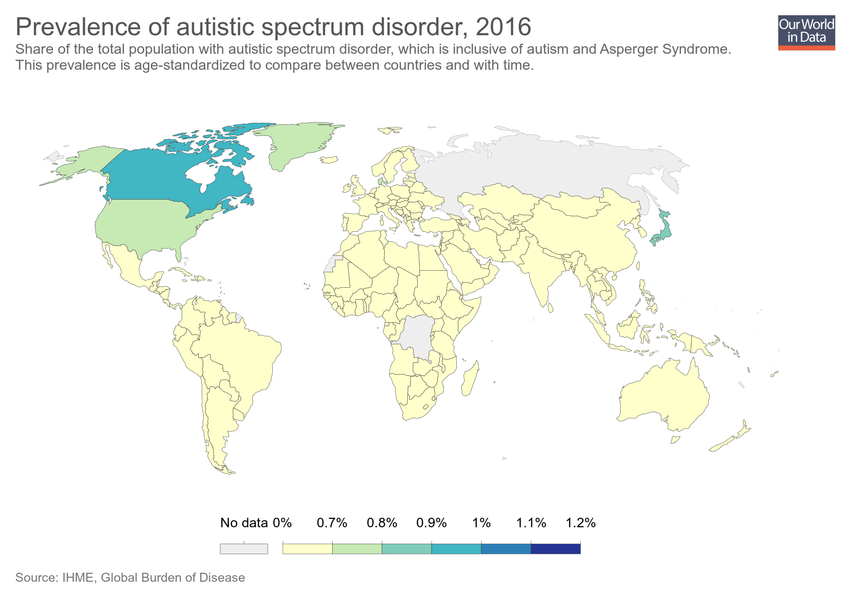 Prevalence of autistic spectrum disorder, 2016
Our World
in Data
Share of the total population with autistic spectrum disorder, which is inclusive of autism and Asperger Syndrome.
This prevalence is age-standardized to compare between countries and with time.
No data 0% 0.7% 0.8% 0.9% 1% 1.1% 1.2%
Source: IHME, Global Burden of Disease